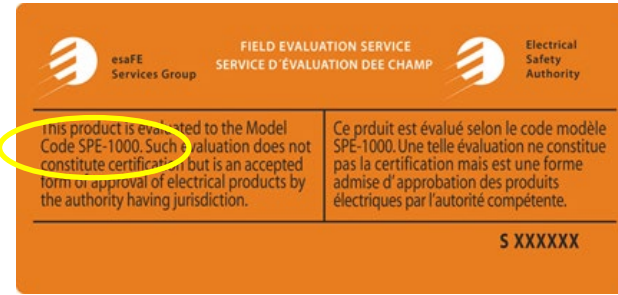 esaFE
Services Group
FIELD EVALUATION SERVICE
SERVICE D´ÉVALUATION DEE CHAMP
Electrical
Safety
Authority
This product is evaluated to the Model
Code SPE-1000. Such evaluation does not
constitute certification but is an accepted
form of approval of electrical products by
the authority having jurisdiction.
Ce prduit est évalué selon le code modèle
SPE-1000. Une telle évaluation ne constitue
pas la certification mais est une forme
admise d'approbation des produits
électriques par l'autorité compétente.
S XXXXXX